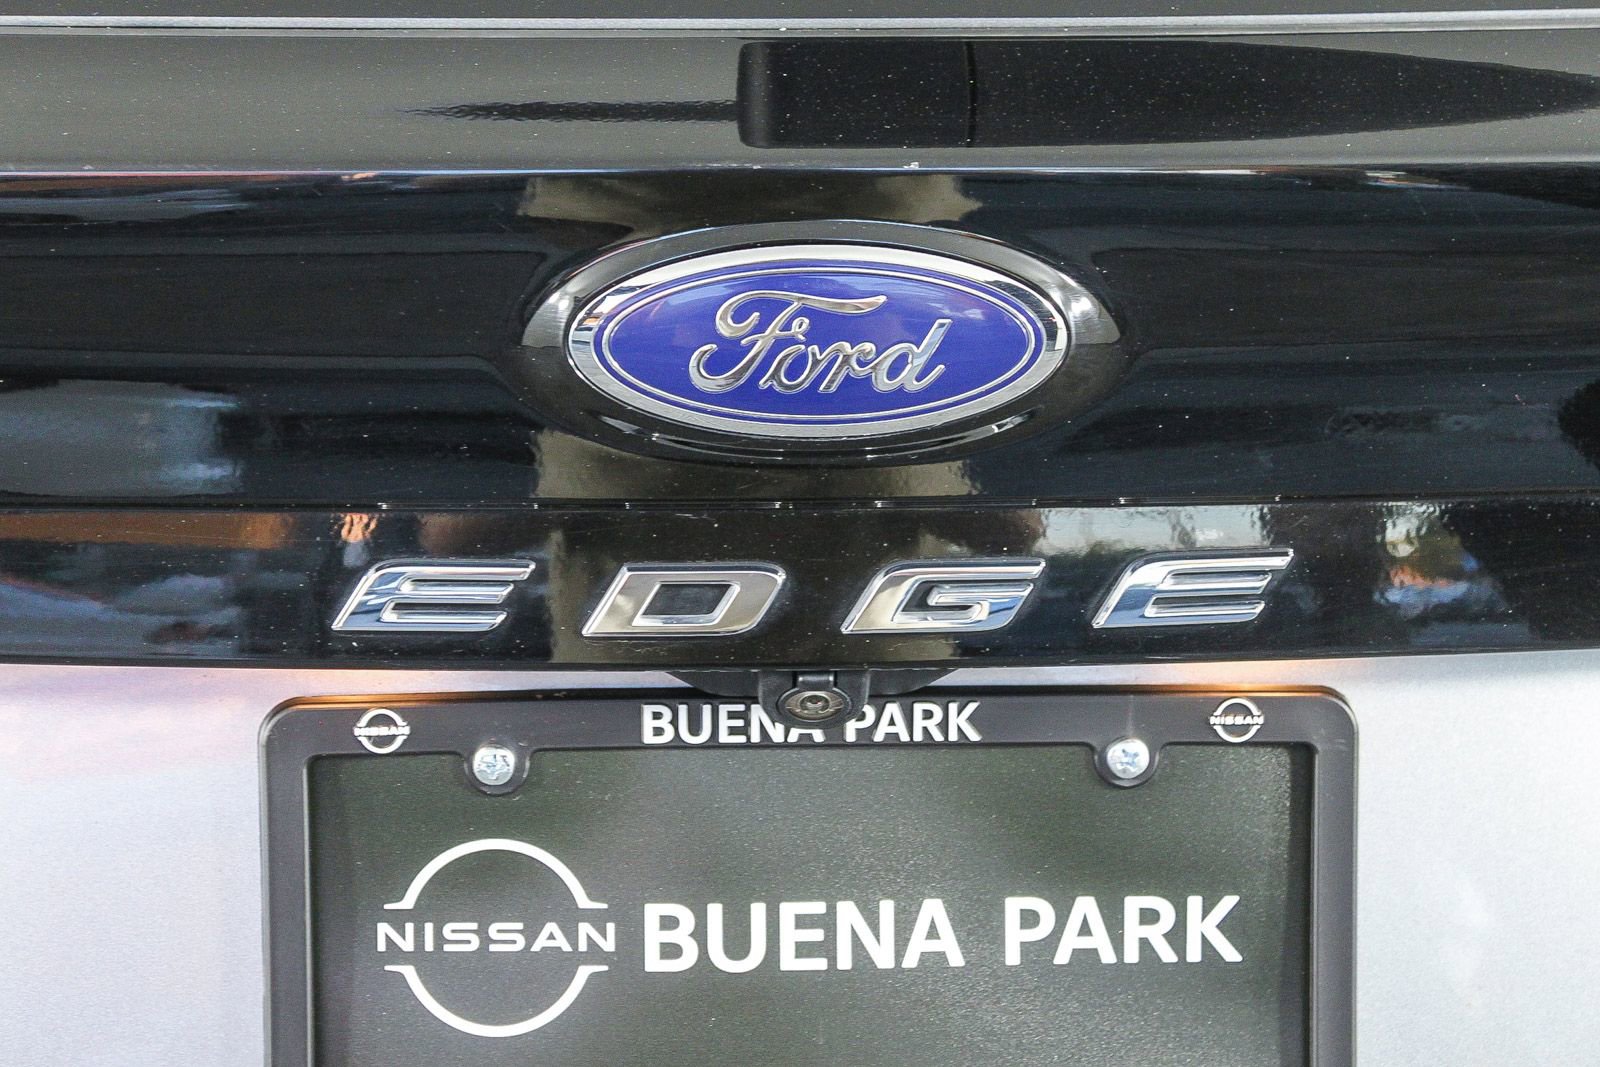 Ford
EDGE
NISSAN BUENA PARK NISSAN
NISSAN BUENA PARK